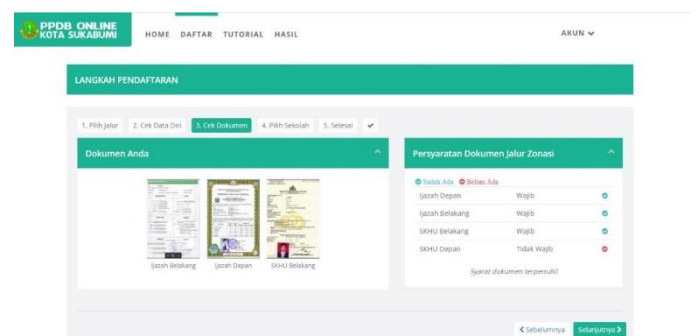 PPDB ONLINE
KOTA SUKABUMI
HOME DAFTAR TUTORIAL HASIL
AKUN
LANGKAH PENDAFTARAN
1. Pilih Jalur 2. Cek Data Diri 3. Cek Dokumen 4. Pilih Sekolah 5. Selesai
Dokumen Anda
Ijazah Belakang Ijazah Depan SKHU Belakang
Persyaratan Dokumen Jalur Zonasi
Sudah Ada Belum Ada
Ijazah Depan Wajib
Ijazah Belakang Wajib
SKHU Belakang Wajib
SKHU Depan Tidak Wajib
Syarat dokumen terpenuhi!
Sebelumnya Selanjutnya